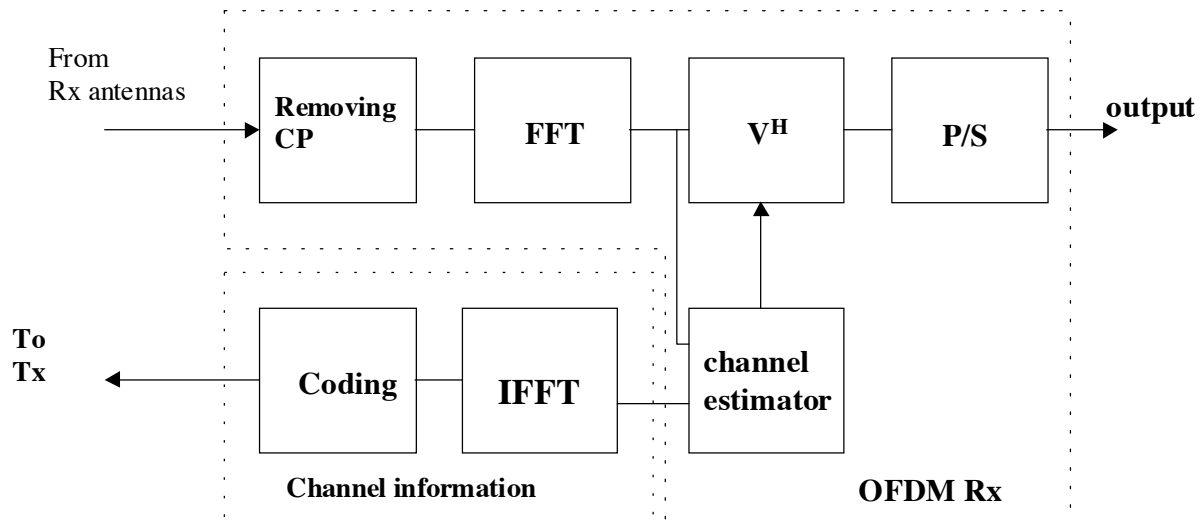 From
Rx antennas
Removing
CP
FFT
V^H
P/S
output
To
Tx
Coding
IFFT
channel
estimator
Channel information
OFDM Rx